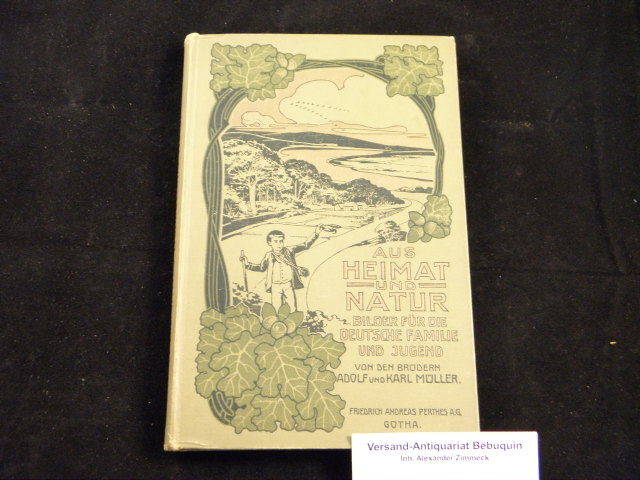 AUS
HEIMAT
UND
NATUR
BILDER FÜR DIE
DEUTSCHE FAMILIE
UND JUGEND
VON DEN BRÜDERN
ADOLF UND KARL MÜLLER.
FRIEDRICH ANDREAS PERTHES A.G.
GOTHA.
Versand-Antiquariat Bebuquin
Inh. Alexander Zimmeck